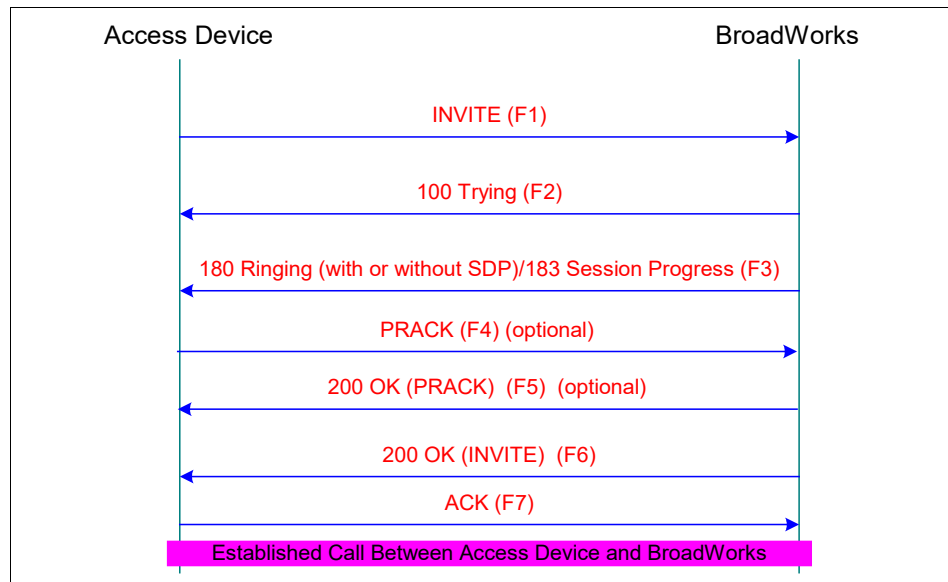 Access Device BroadWorks
INVITE (F1)
100 Trying (F2)
180 Ringing (with or without SDP)/183 Session Progress (F3)
PRACK (F4) (optional)
200 OK (PRACK) (F5) (optional)
200 OK (INVITE) (F6)
ACK (F7)
Established Call Between Access Device and BroadWorks